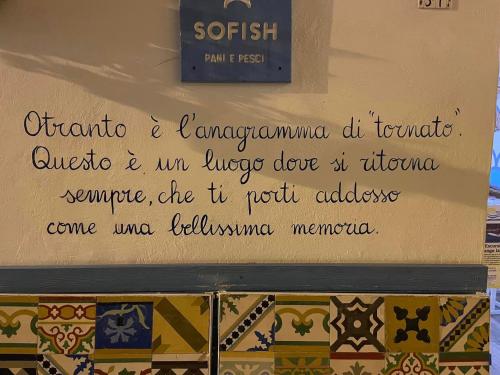 SOFISH
PANI E PESCI
Otranto è l'anagramma di "tornato".
Questo è un luogo dove si ritorna
sempre, che ti porti addosso
come una bellissima memoria.